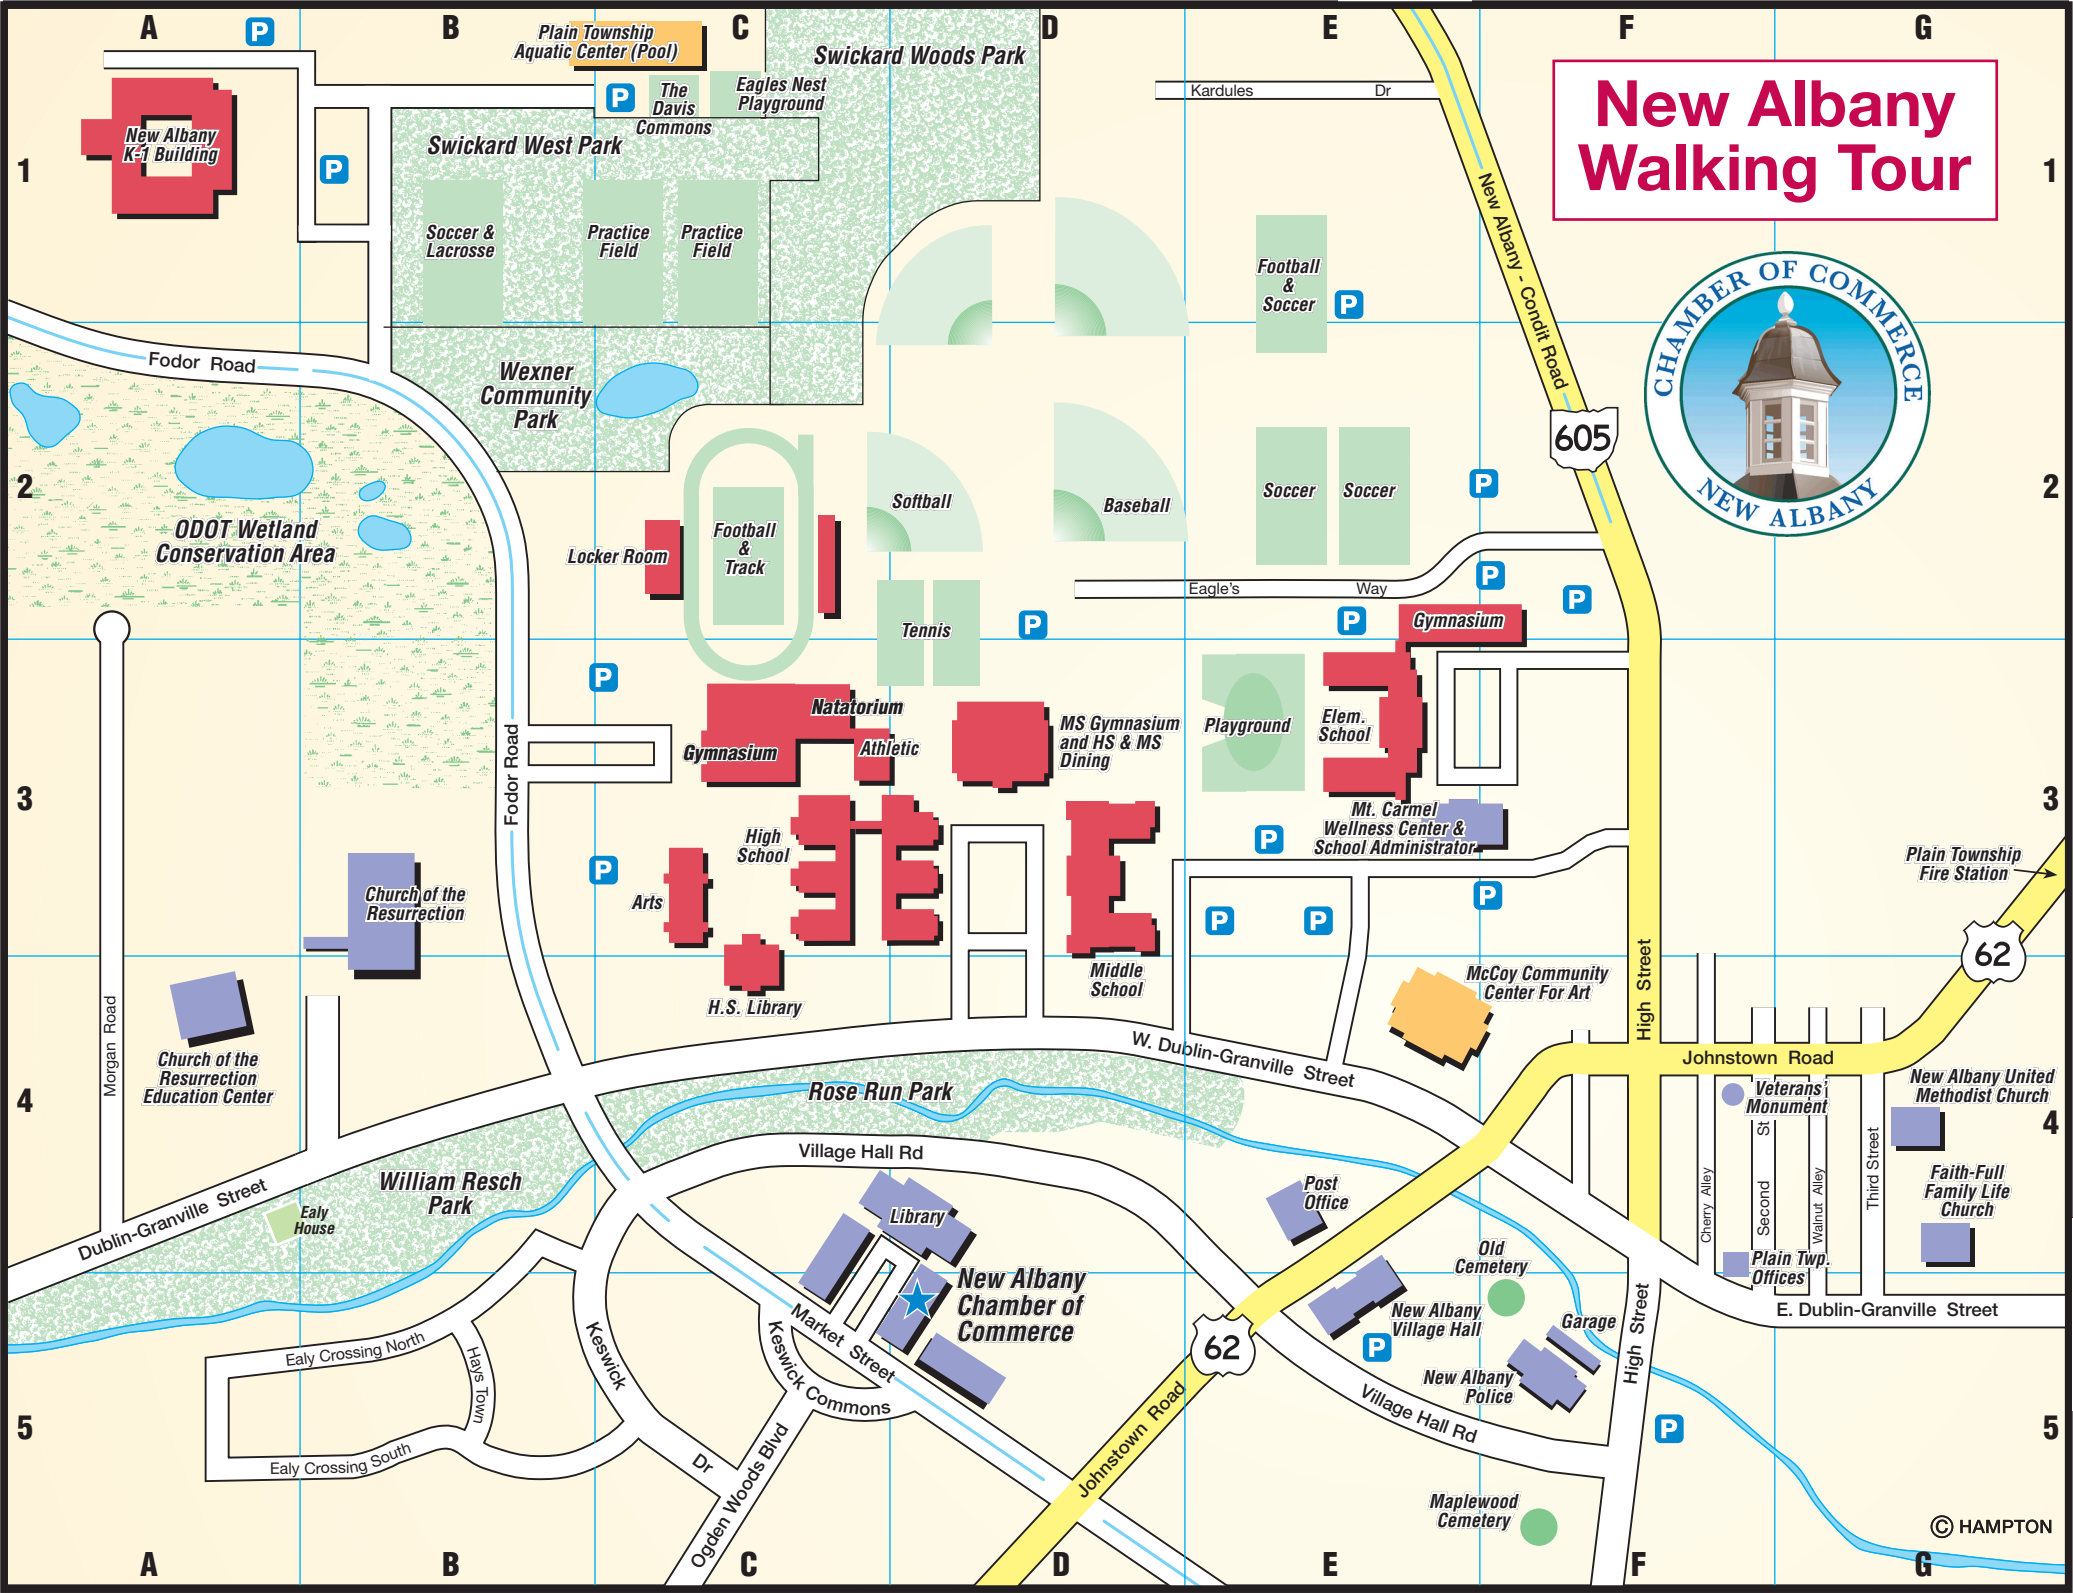 A
B
C
D
E
F
G
P
Plain Township
Aquatic Center (Pool)
P
The
Davis
Commons
Eagles Nest
Playground
Swickard Woods Park
Kardules Dr
New Albany
Walking Tour
1
New Albany
K-1 Building
P
Swickard West Park
1
Soccer &
Lacrosse
Practice
Field
Practice
Field
Football
&
Soccer
P
New Albany - Condit Road
605
CHAMBER OF COMMERCE
NEW ALBANY
Fodor Road
Wexner
Community
Park
2
ODOT Wetland
Conservation Area
Locker Room
Football
&
Track
Softball
Baseball
Soccer
Soccer
P
2
Eagle's Way
P
P
P
Gymnasium
Tennis
P
P
Fodor Road
Natatorium
Gymnasium
Athletic
MS Gymnasium
and HS & MS
Dining
Playground
Elem.
School
3
3
Mt. Carmel
Wellness Center &
School Administrator
P
High
School
P
Arts
Church of the
Resurrection
P
P
P
Plain Township
Fire Station
62
High Street
Middle
School
McCoy Community
Center For Art
H.S. Library
Morgan Road
Church of the
Resurrection
Education Center
W. Dublin-Granville Street
Johnstown Road
4
4
Rose Run Park
Veterans'
Monument
New Albany United
Methodist Church
Village Hall Rd
William Resch
Park
Ealy
House
Dublin-Granville Street
Library
Post
Office
Cherry Alley
Second St
Walnut Alley
Third Street
Faith-Full
Family Life
Church
Plain Twp.
Offices
Old
Cemetery
New Albany
Chamber of
Commerce
New Albany
Village Hall
Garage
E. Dublin-Granville Street
High Street
Market Street
Keswick Commons
Keswick Dr
Ealy Crossing North
Hays Town
Ealy Crossing South
62
P
New Albany
Police
Village Hall Rd
P
Johnstown Road
Ogden Woods Blvd
5
5
Maplewood
Cemetery
© HAMPTON
A
B
C
D
E
F
G